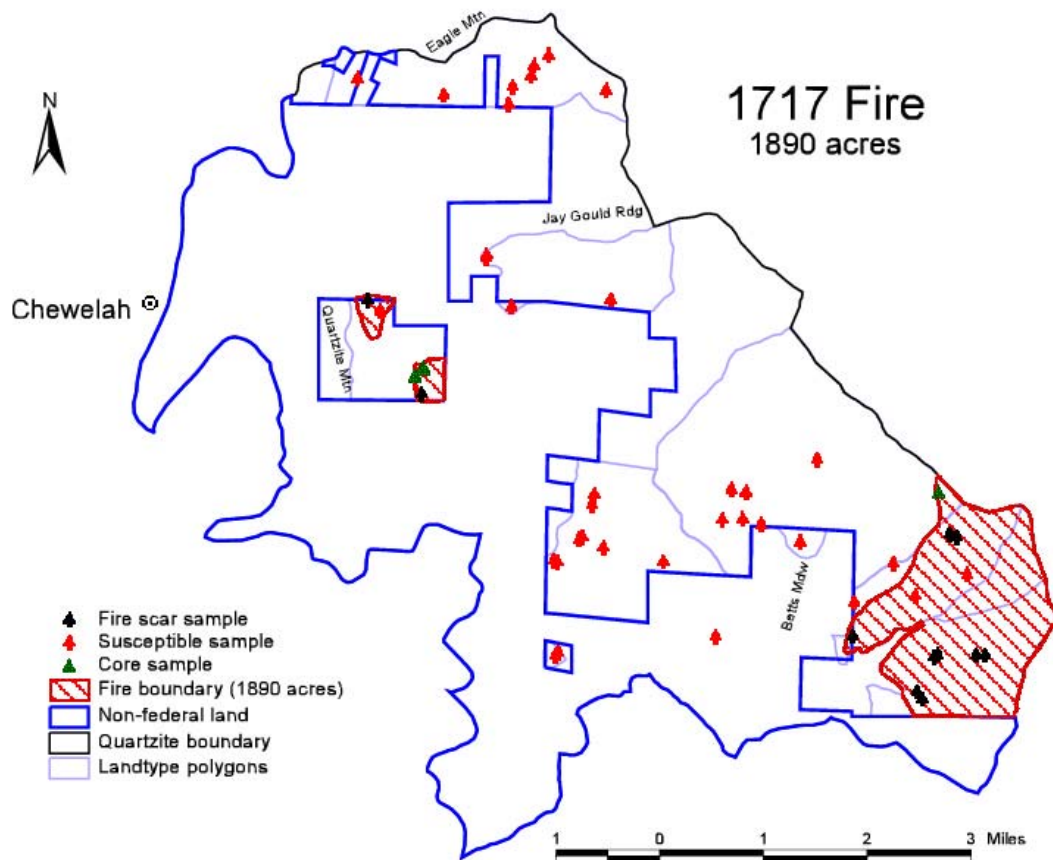 Eagle Mtn
N
1717 Fire
1890 acres
Jay Gould Rdg
Chewelah
Quartzite Mtn
Betts Mdw
Fire scar sample
Susceptible sample
Core sample
Fire boundary (1890 acres)
Non-federal land
Quartzite boundary
Landtype polygons
1 0 1 2 3 Miles